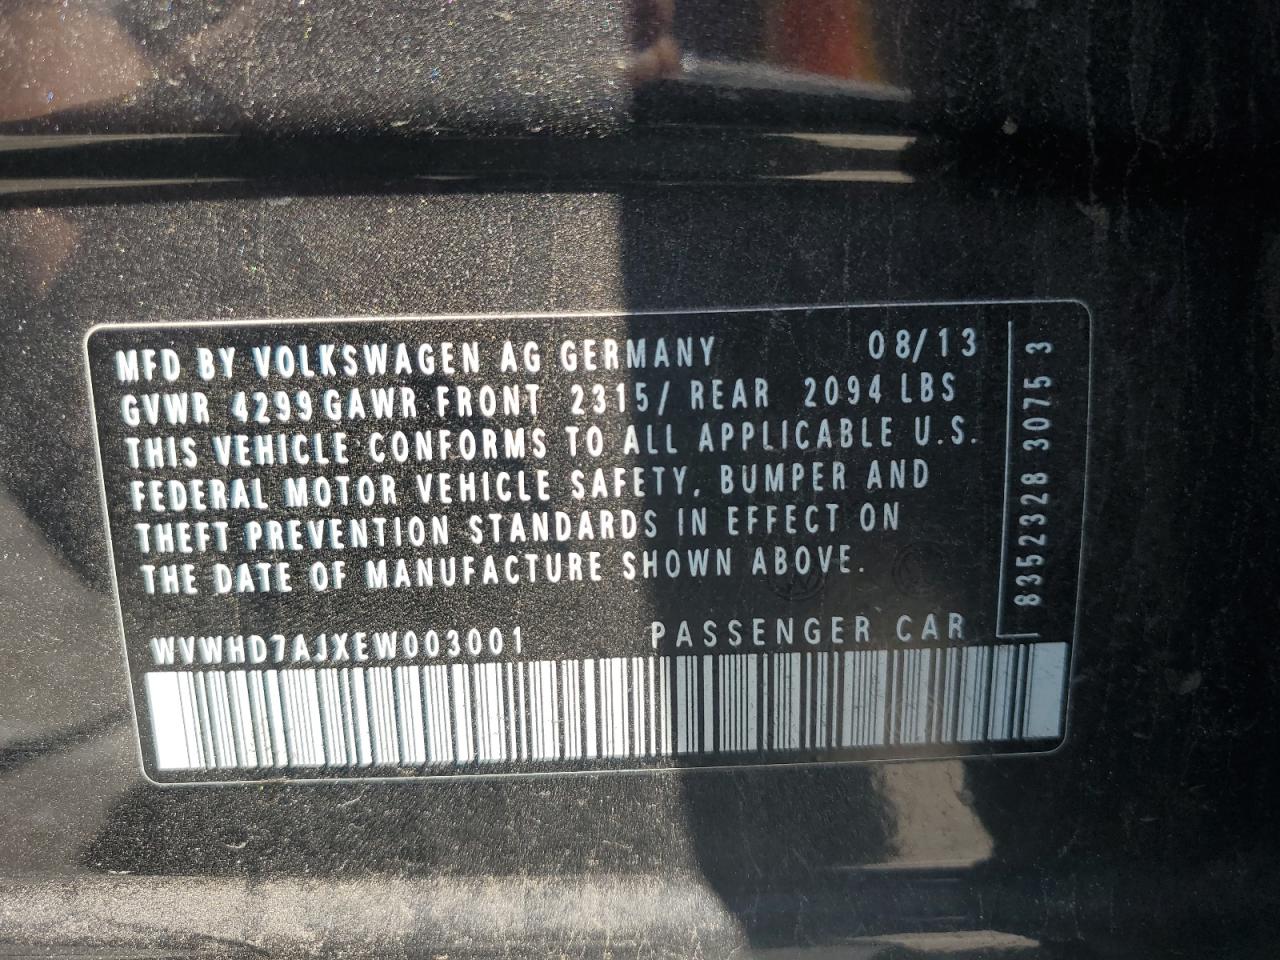 MFD BY VOLKSWAGEN AG GERMANY 08/13
GVWR 4299 GAWR FRONT 2315/ REAR 2094 LBS
THIS VEHICLE CONFORMS TO ALL APPLICABLE U.S.
FEDERAL MOTOR VEHICLE SAFETY, BUMPER AND
THEFT PREVENTION STANDARDS IN EFFECT ON
THE DATE OF MANUFACTURE SHOWN ABOVE.
WVWHD7AJXEW003001 PASSENGER CAR
8352328 3075 3